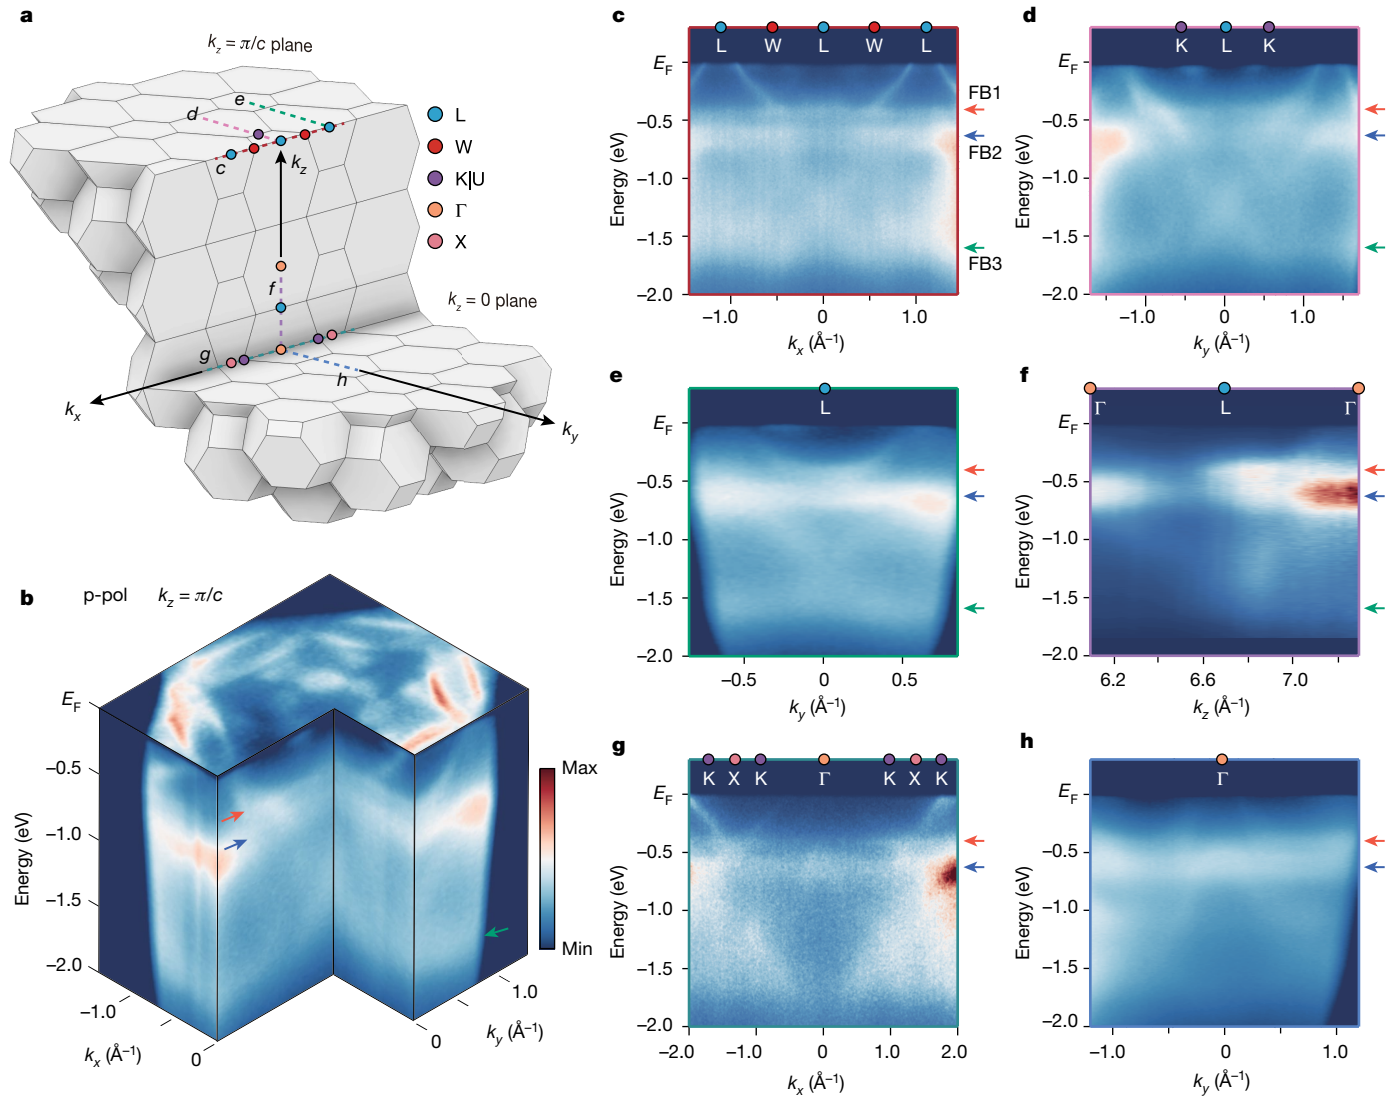 a
k_z = π/c plane
e
d
c
k_z
L
W
K|U
Γ
X
f
k_z = 0 plane
g
h
k_x
k_y
b
p-pol k_z = π/c
E_F
−0.5
−1.0
−1.5
−2.0
Energy (eV)
−1.0
0
k_x (Å⁻¹)
0
1.0
k_y (Å⁻¹)
Max
Min
c
L W L W L
E_F
−0.5
−1.0
−1.5
−2.0
Energy (eV)
FB1
FB2
FB3
−1.0 0 1.0
k_x (Å⁻¹)
d
K L K
E_F
−0.5
−1.0
−1.5
−2.0
Energy (eV)
−1.0 0 1.0
k_y (Å⁻¹)
e
L
E_F
−0.5
−1.0
−1.5
−2.0
Energy (eV)
−0.5 0 0.5
k_y (Å⁻¹)
f
Γ L Γ
E_F
−0.5
−1.0
−1.5
−2.0
Energy (eV)
6.2 6.6 7.0
k_z (Å⁻¹)
g
K X K Γ K X K
E_F
−0.5
−1.0
−1.5
−2.0
Energy (eV)
−2.0 −1.0 0 1.0 2.0
k_x (Å⁻¹)
h
Γ
E_F
−0.5
−1.0
−1.5
−2.0
Energy (eV)
−1.0 0 1.0
k_y (Å⁻¹)